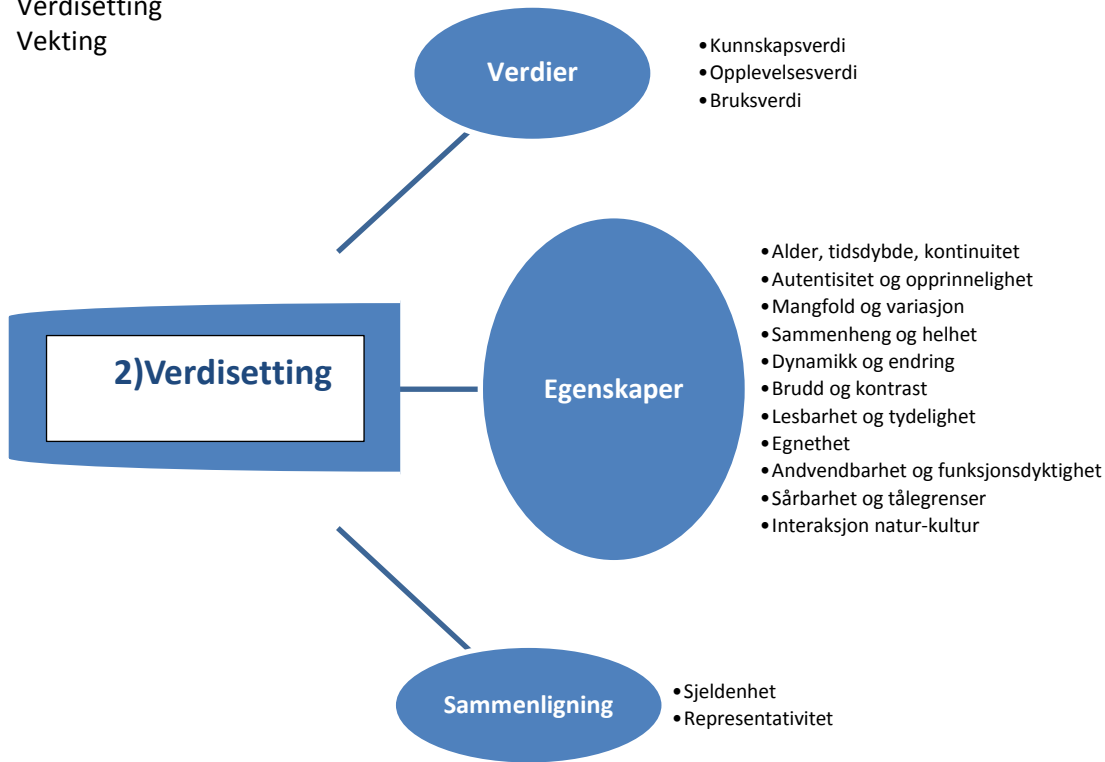 Verdisetting
Vekting
Verdier
•Kunnskapsverdi
•Opplevelsesverdi
•Bruksverdi
2)Verdisetting
Egenskaper
•Alder, tidsdybde, kontinuitet
•Autentisitet og opprinnelighet
•Mangfold og variasjon
•Sammenheng og helhet
•Dynamikk og endring
•Brudd og kontrast
•Lesbarhet og tydelighet
•Egnethet
•Andvendbarhet og funksjonsdyktighet
•Sårbarhet og tålegrenser
•Interaksjon natur-kultur
Sammenligning
•Sjeldenhet
•Representativitet